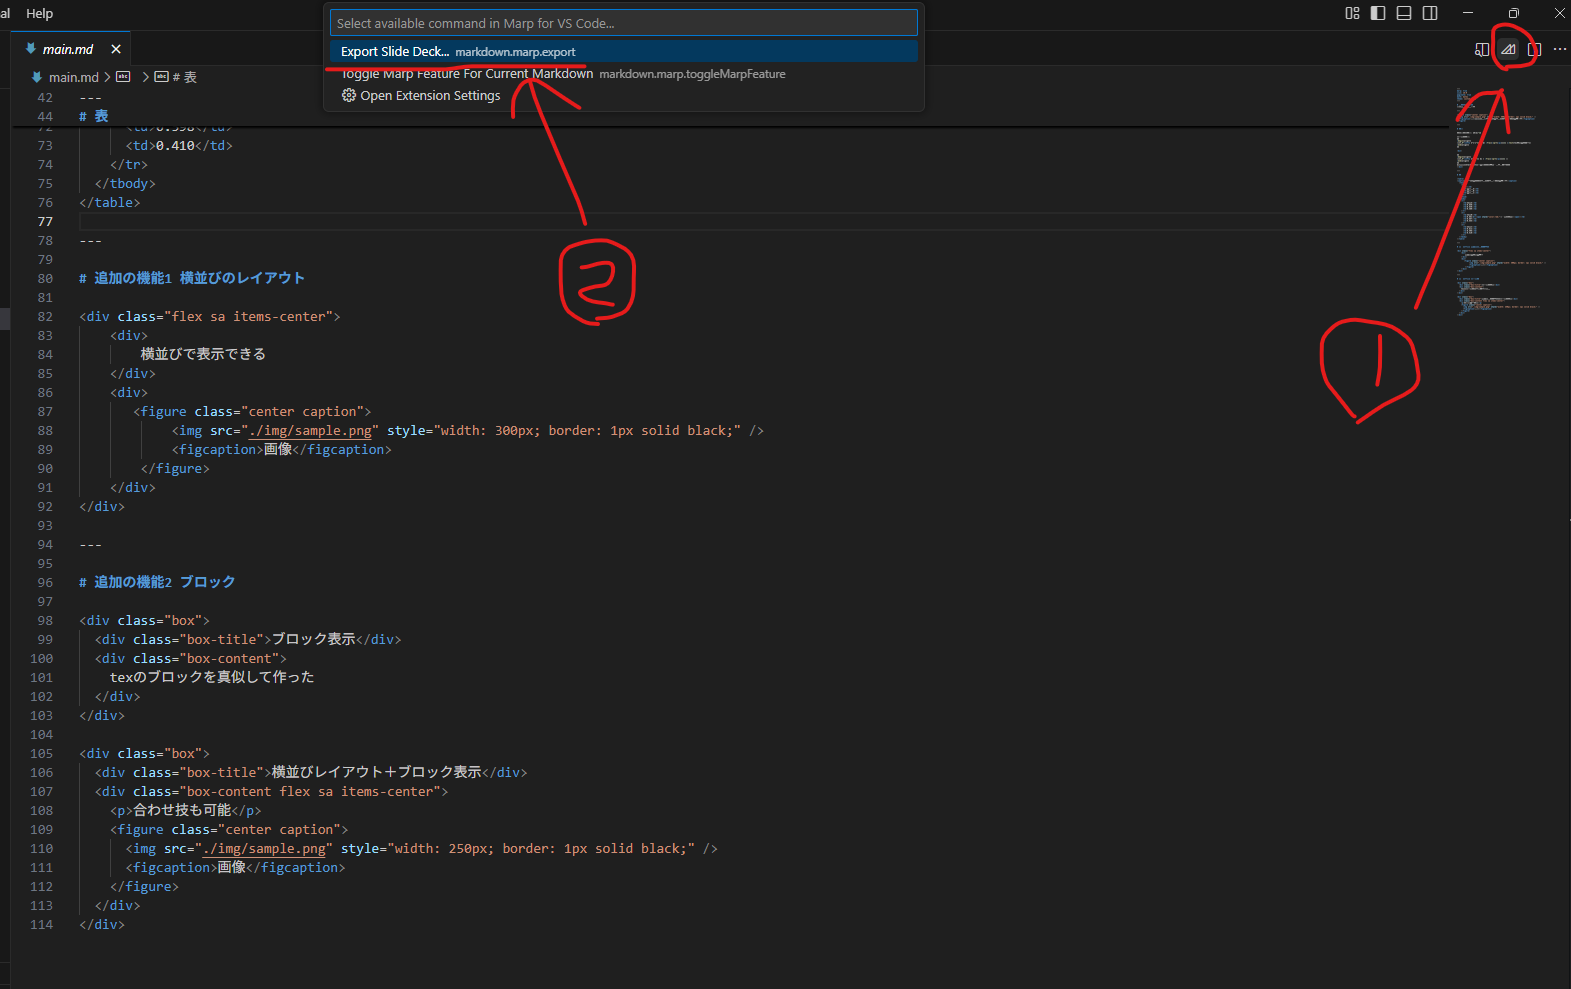 al Help
Select available command in Marp for VS Code...
Export Slide Deck... markdown.marp.export
Toggle Marp Feature For Current Markdown markdown.marp.toggleMarpFeature
Open Extension Settings
main.md
main.md > abc > abc # 表
42 ---
44 # 表
72 <td>0.398</td>
73 <td>0.410</td>
74 </tr>
75 </tbody>
76 </table>
77
78 ---
79
80 # 追加の機能1 横並びのレイアウト
81
82 <div class="flex sa items-center">
83 <div>
84 横並びで表示できる
85 </div>
86 <div>
87 <figure class="center caption">
88 <img src="./img/sample.png" style="width: 300px; border: 1px solid black;" />
89 <figcaption>画像</figcaption>
90 </figure>
91 </div>
92 </div>
93
94 ---
95
96 # 追加の機能2 ブロック
97
98 <div class="box">
99 <div class="box-title">ブロック表示</div>
100 <div class="box-content">
101 texのブロックを真似して作った
102 </div>
103 </div>
104
105 <div class="box">
106 <div class="box-title">横並びレイアウト＋ブロック表示</div>
107 <div class="box-content flex sa items-center">
108 <p>合わせ技も可能</p>
109 <figure class="center caption">
110 <img src="./img/sample.png" style="width: 250px; border: 1px solid black;" />
111 <figcaption>画像</figcaption>
112 </figure>
113 </div>
114 </div>
1
2